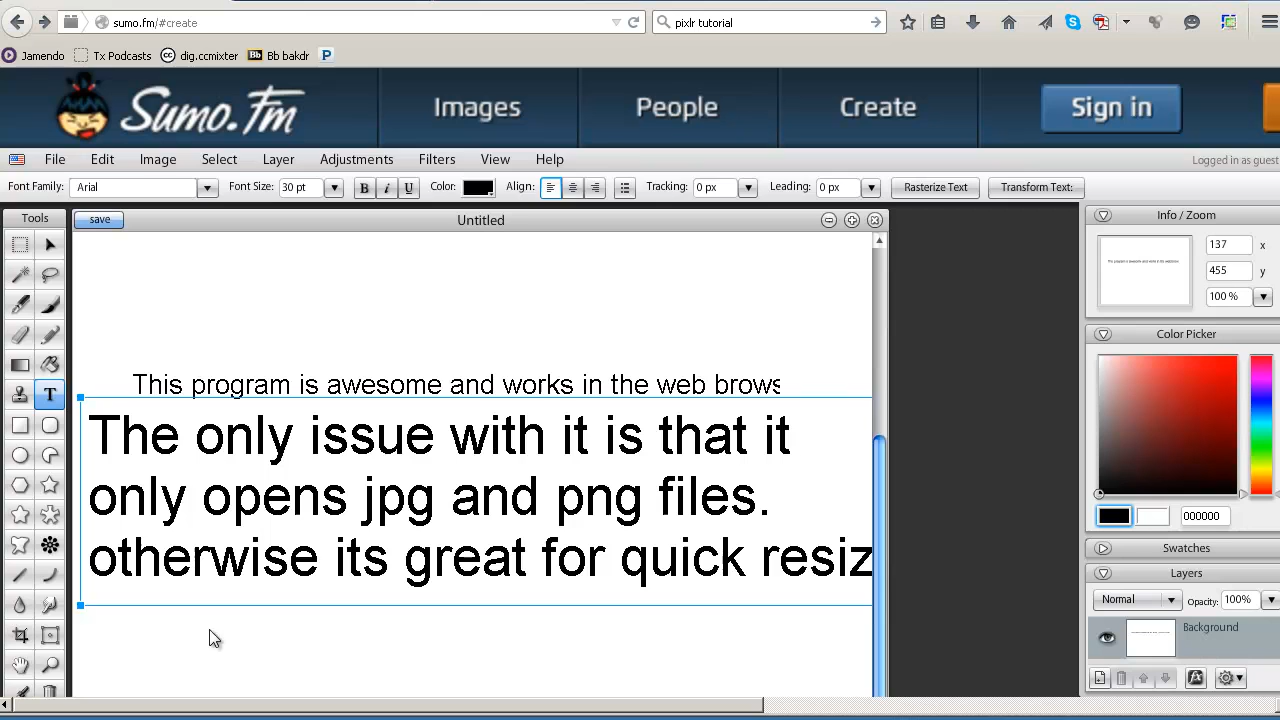 sumo.fm/#create
pixlr tutorial
Jamendo Tx Podcasts cc dig.ccmixter Bb Bb bakdr P
Sumo.Fm Images People Create Sign in
File Edit Image Select Layer Adjustments Filters View Help Logged in as guest
Font Family: Arial Font Size: 30 pt B i U Color: Align: Tracking: 0 px Leading: 0 px Rasterize Text Transform Text:
Tools save Untitled Info / Zoom
137 x
455 y
100 %
This program is awesome and works in the web brows
The only issue with it is that it
only opens jpg and png files.
otherwise its great for quick resiz
T
Color Picker
000000
Swatches
Layers
Normal Opacity: 100%
Background